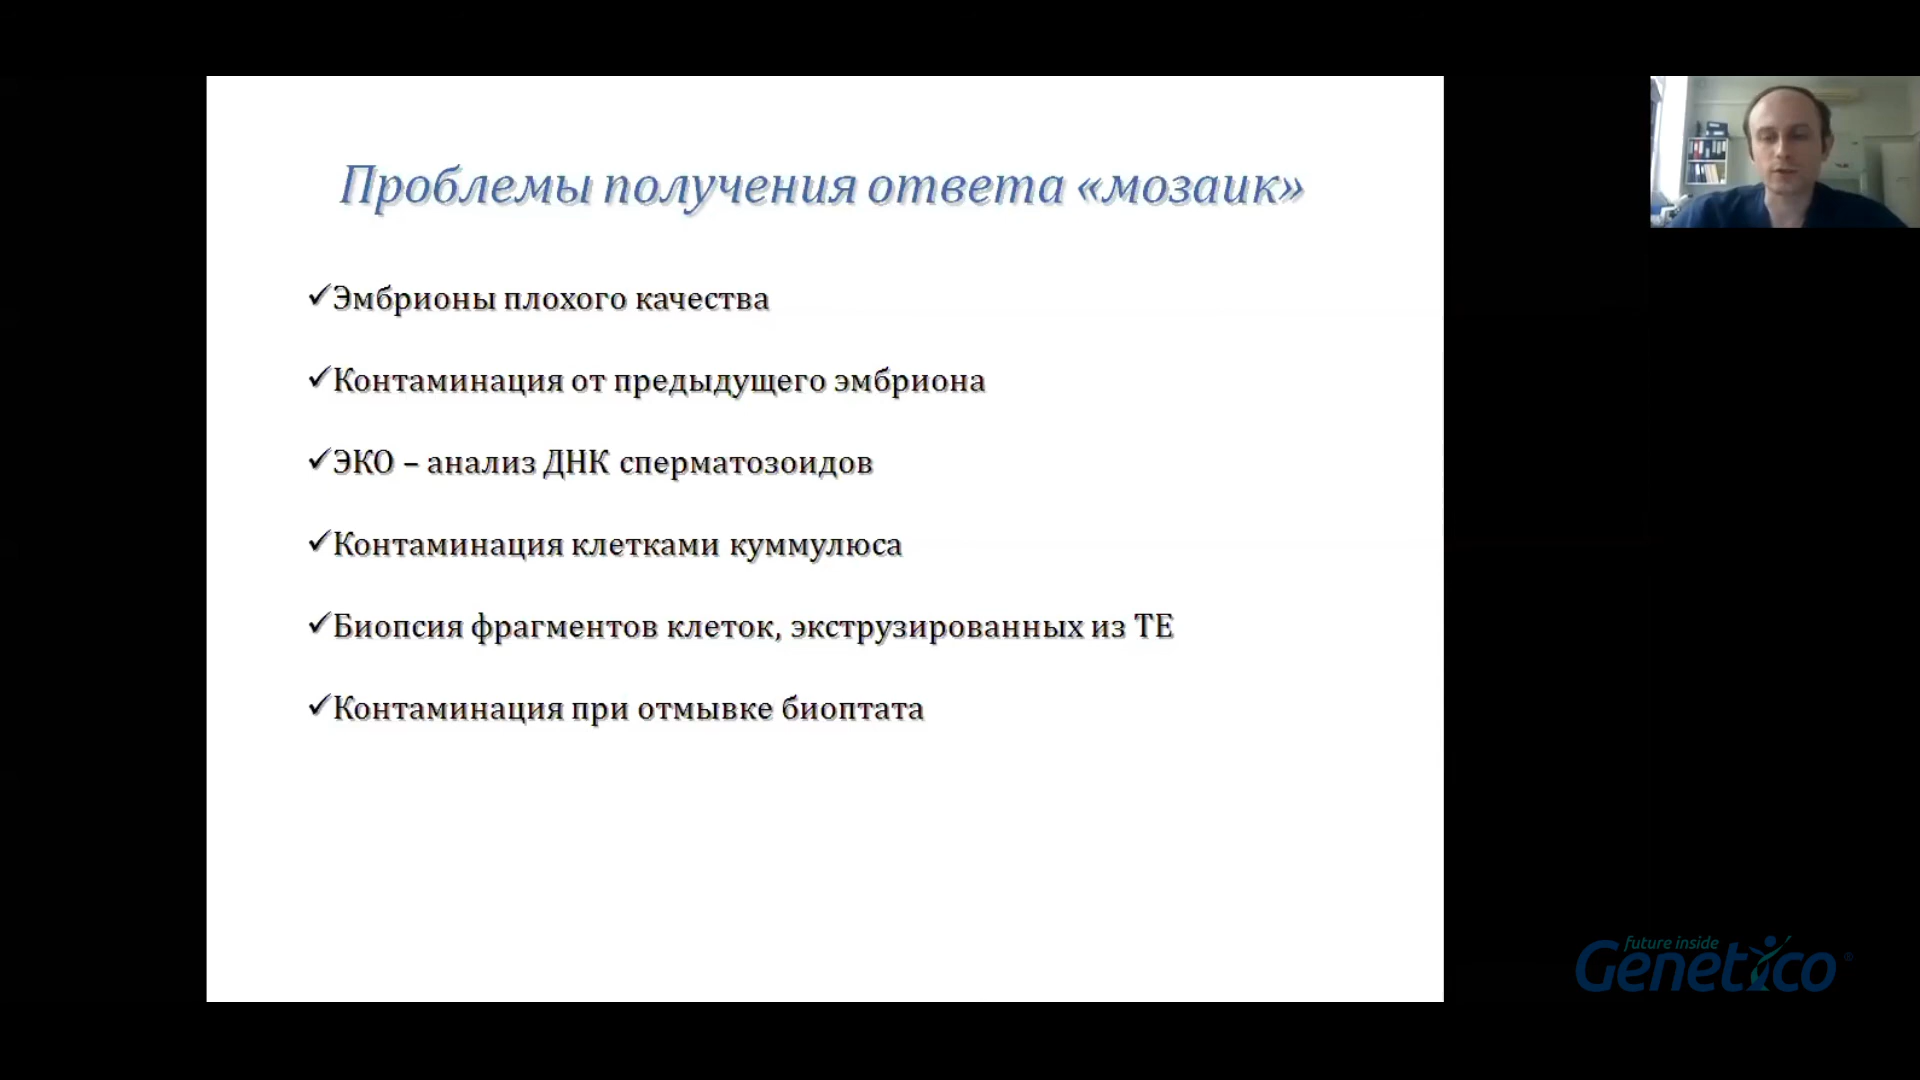 Проблемы получения ответа «мозаик»
✓Эмбрионы плохого качества
✓Контаминация от предыдущего эмбриона
✓ЭКО – анализ ДНК сперматозоидов
✓Контаминация клетками куммулюса
✓Биопсия фрагментов клеток, экструзированных из ТЕ
✓Контаминация при отмывке биоптата
future inside
Genetico®